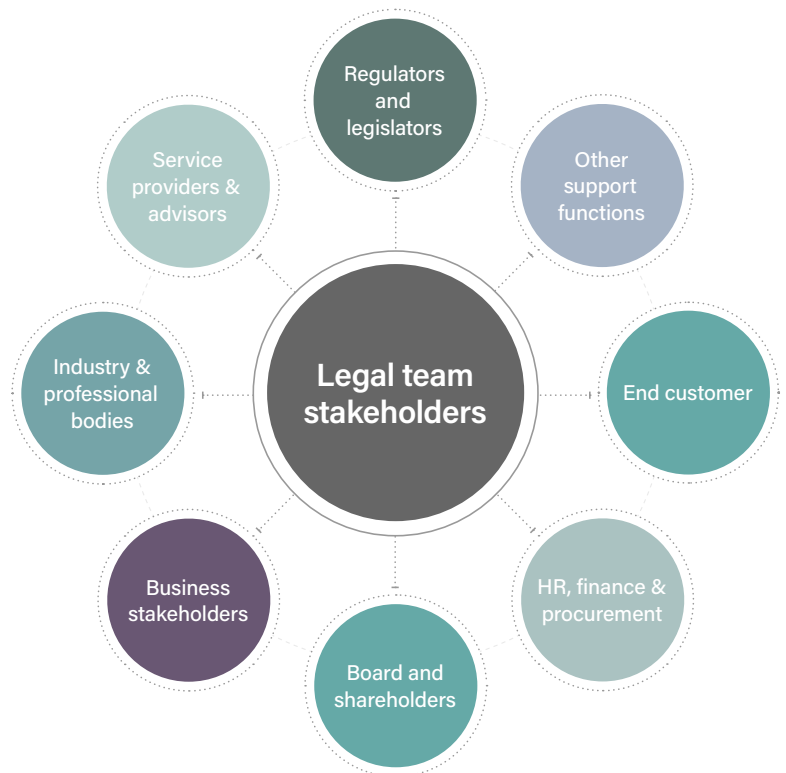 Regulators
and
legislators
Service
providers &
advisors
Other
support
functions
Industry &
professional
bodies
Legal team
stakeholders
End customer
Business
stakeholders
HR, finance &
procurement
Board and
shareholders